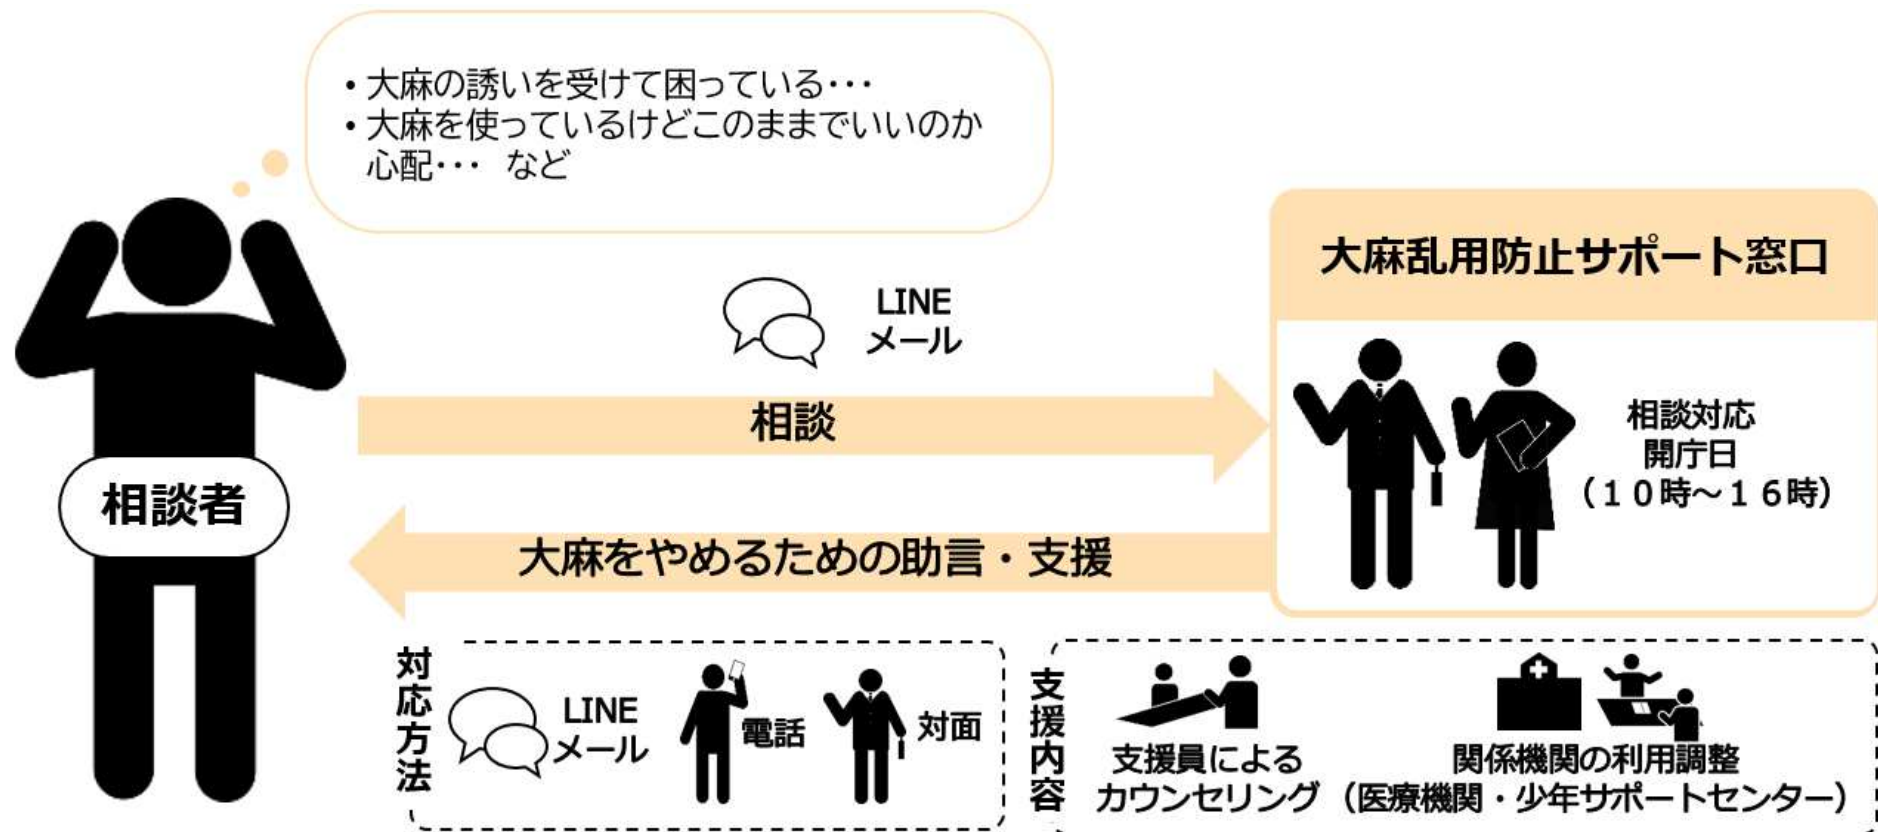 ・大麻の誘いを受けて困っている・・・
・大麻を使っているけどこのままでいいのか
心配・・・ など
大麻乱用防止サポート窓口
LINE
メール
相談
相談対応
開庁日
（１０時～１６時）
相談者
大麻をやめるための助言・支援
対応方法
LINE
メール
電話
対面
支援内容
支援員による
カウンセリング
関係機関の利用調整
（医療機関・少年サポートセンター）